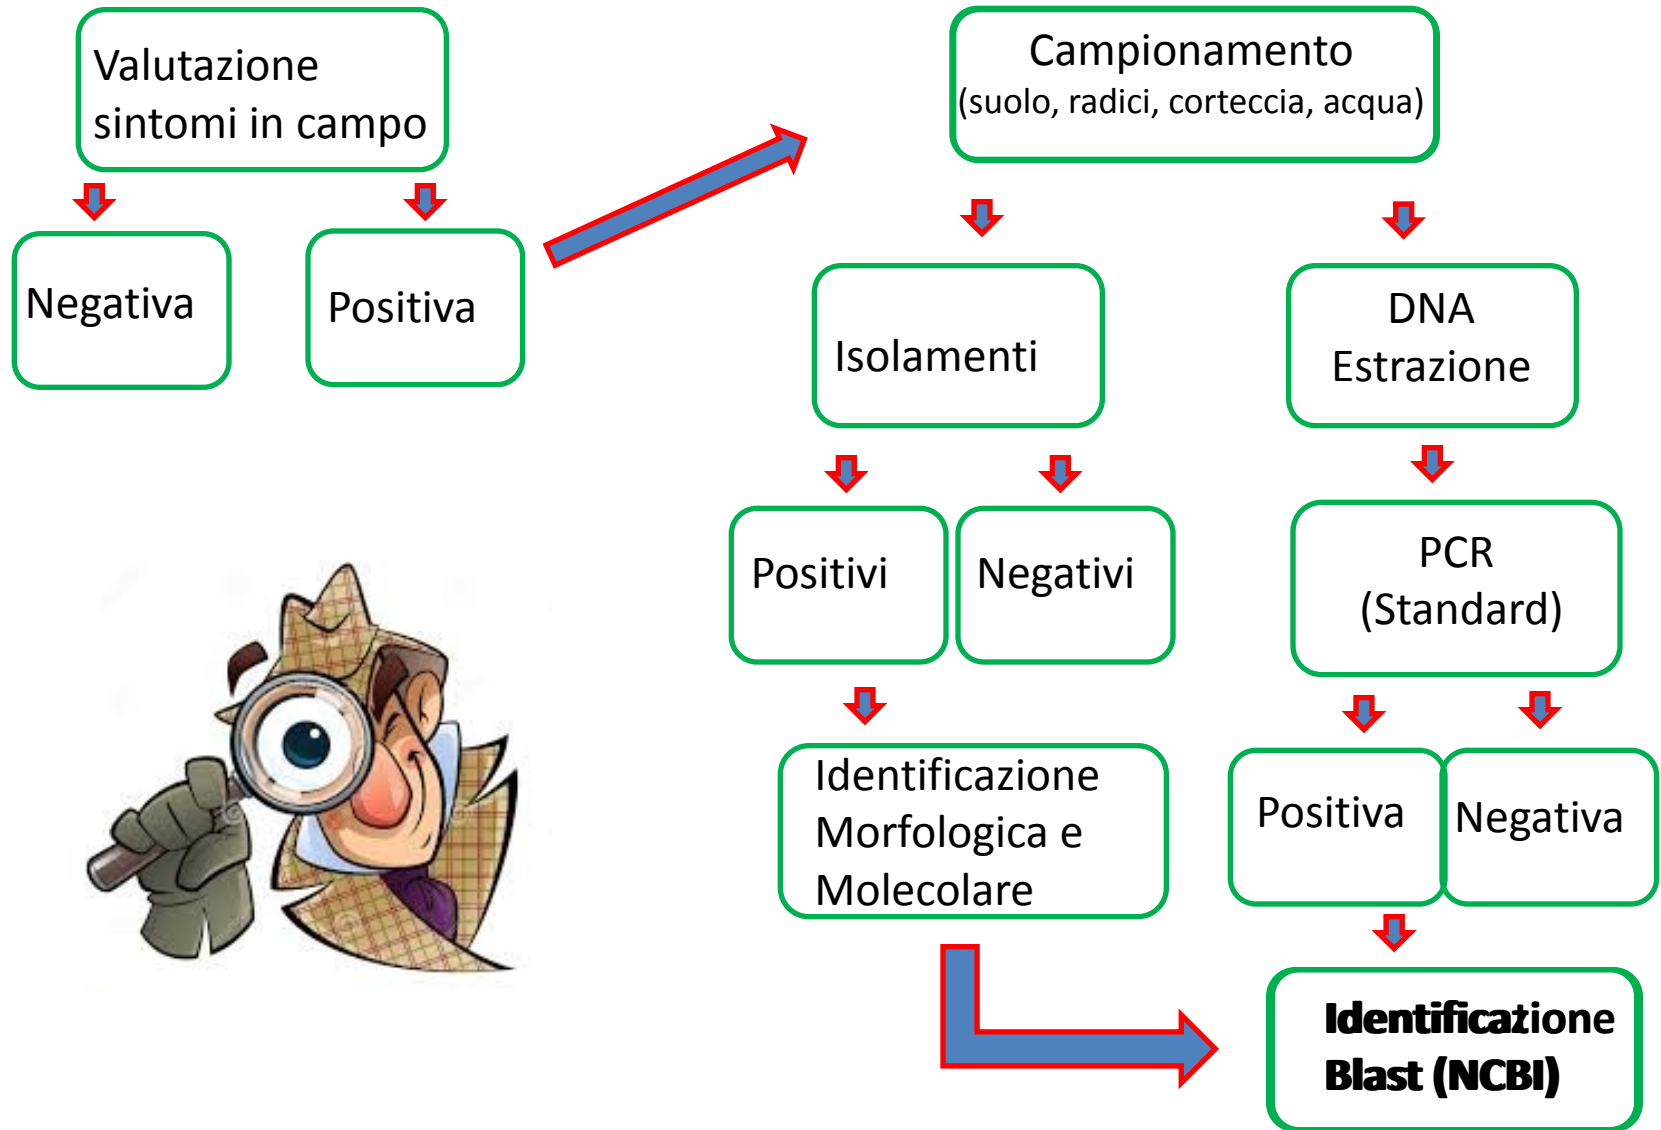 Valutazione
sintomi in campo
Negativa
Positiva
Campionamento
(suolo, radici, corteccia, acqua)
Isolamenti
DNA
Estrazione
Positivi
Negativi
PCR
(Standard)
Identificazione
Morfologica e
Molecolare
Positiva
Negativa
Identificazione
Blast (NCBI)